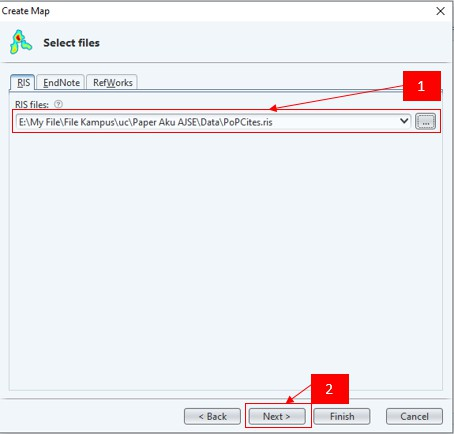 Create Map
Select files
RIS EndNote RefWorks
1
RIS files:
E:\My File\File Kampus\uc\Paper Aku AJSE\Data\PoPCites.ris
...
2
< Back Next > Finish Cancel